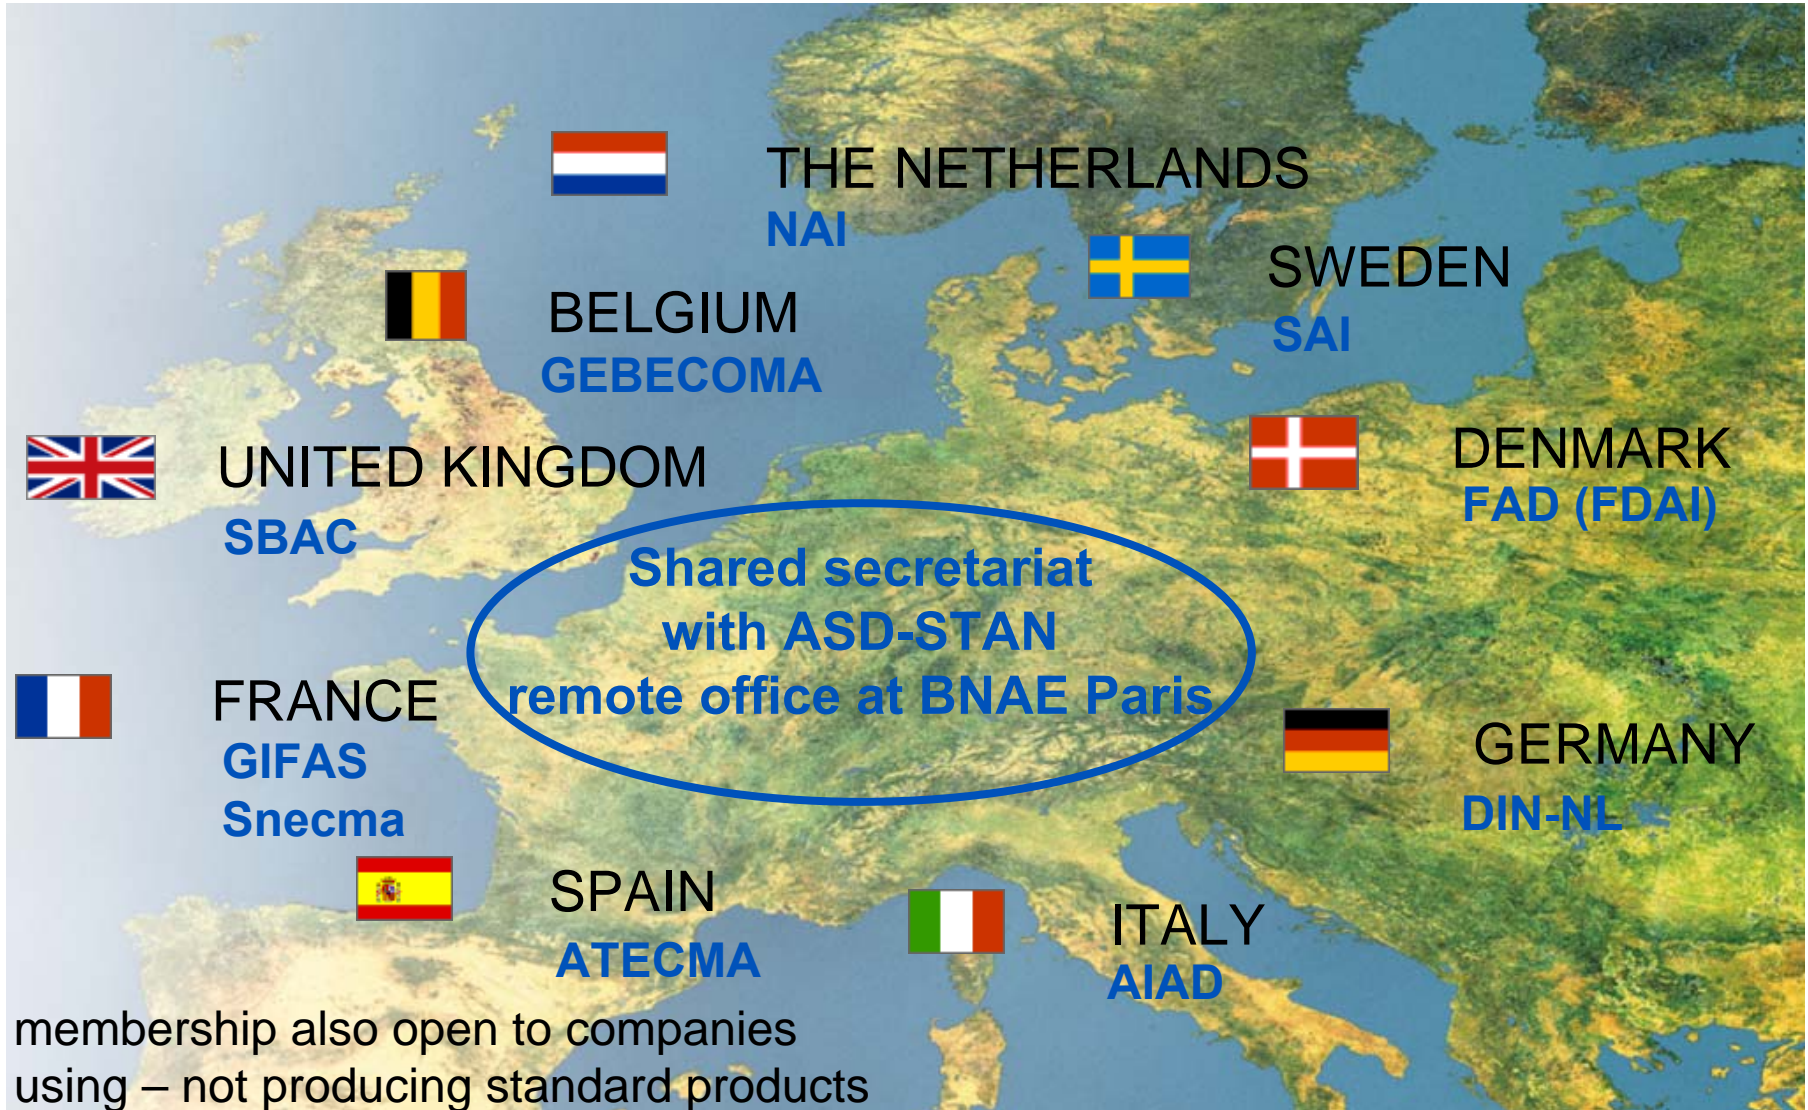 THE NETHERLANDS
NAI
SWEDEN
SAI
BELGIUM
GEBECOMA
UNITED KINGDOM
SBAC
DENMARK
FAD (FDAI)
Shared secretariat
with ASD-STAN
remote office at BNAE Paris
FRANCE
GIFAS
Snecma
GERMANY
DIN-NL
SPAIN
ATECMA
ITALY
AIAD
membership also open to companies
using – not producing standard products